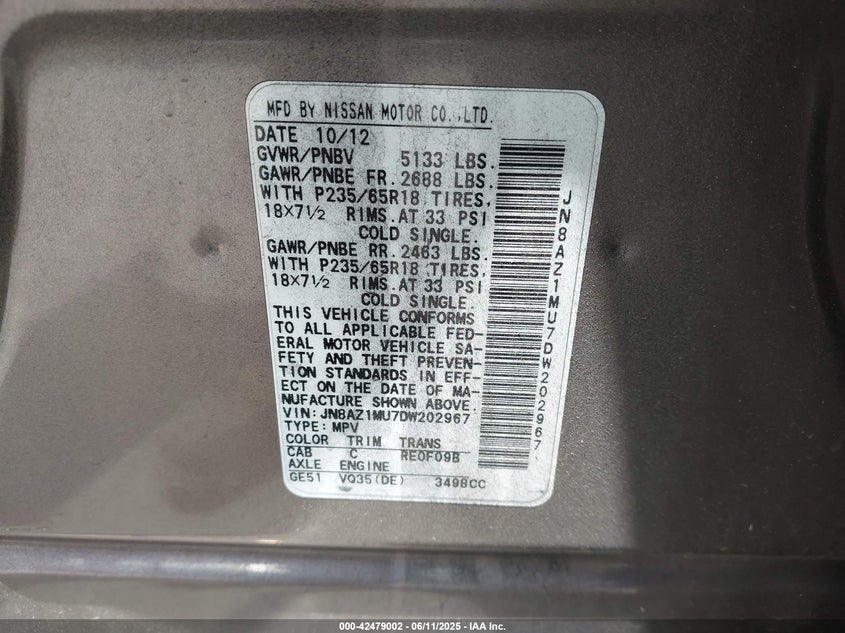 MFD BY NISSAN MOTOR CO.,LTD.
DATE 10/12
GVWR/PNBV 5133 LBS.
GAWR/PNBE FR. 2688 LBS.
WITH P235/65R18 TIRES,
18×7½ RIMS.AT 33 PSI
COLD SINGLE.
GAWR/PNBE RR. 2463 LBS.
WITH P235/65R18 TIRES,
18×7½ RIMS.AT 33 PSI
COLD SINGLE.
THIS VEHICLE CONFORMS
TO ALL APPLICABLE FED-
ERAL MOTOR VEHICLE SA-
FETY AND THEFT PREVEN-
TION STANDARDS IN EFF-
ECT ON THE DATE OF MA-
NUFACTURE SHOWN ABOVE.
VIN: JN8AZ1MU7DW202967
TYPE: MPV
COLOR TRIM TRANS
CAB C RE0F09B
AXLE ENGINE
GE51 VQ35(DE) 3498CC
JN8AZ1MU7DW202967
000-42479002 - 06/11/2025 - IAA Inc.